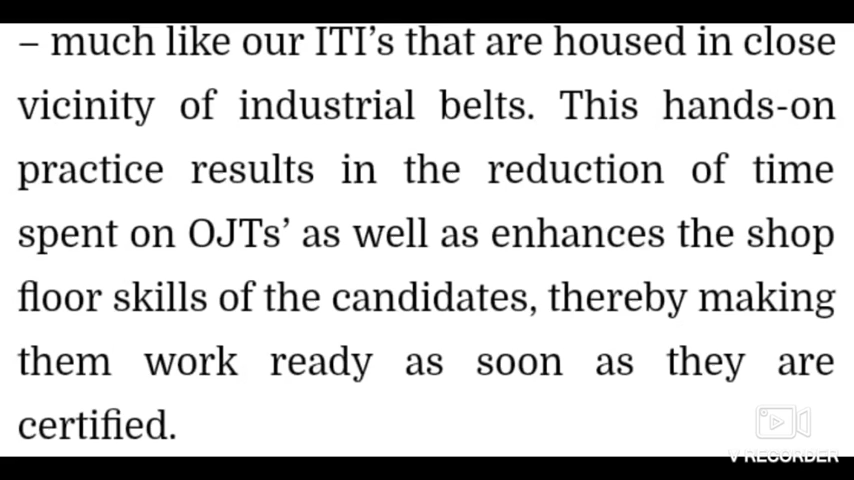 – much like our ITI’s that are housed in close
vicinity of industrial belts. This hands-on
practice results in the reduction of time
spent on OJTs’ as well as enhances the shop
floor skills of the candidates, thereby making
them work ready as soon as they are
certified.
V RECORDER